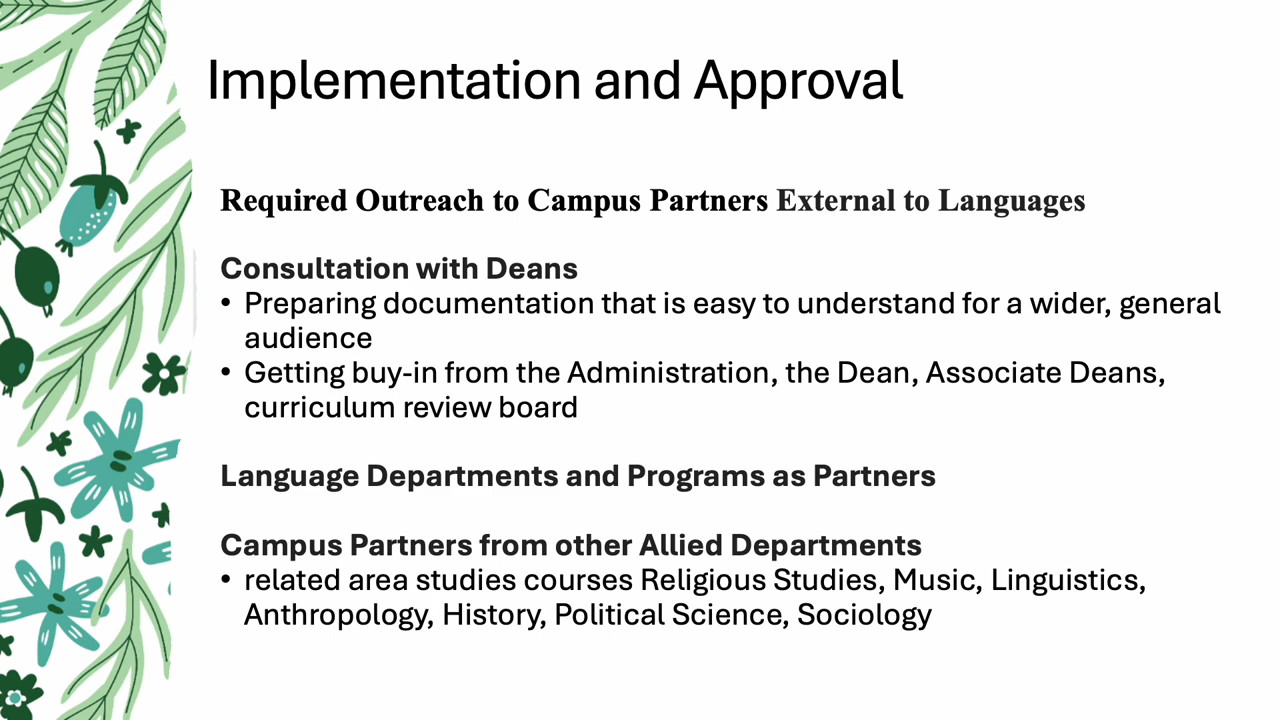 Implementation and Approval
Required Outreach to Campus Partners External to Languages
Consultation with Deans
• Preparing documentation that is easy to understand for a wider, general
audience
• Getting buy-in from the Administration, the Dean, Associate Deans,
curriculum review board
Language Departments and Programs as Partners
Campus Partners from other Allied Departments
• related area studies courses Religious Studies, Music, Linguistics,
Anthropology, History, Political Science, Sociology